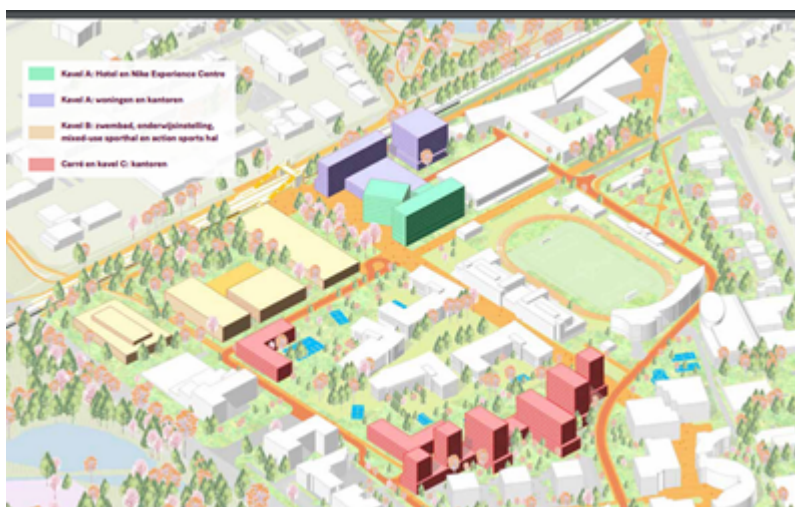 Kavel A: Hotel en Nike Experience Centre
Kavel A: woningen en kantoren
Kavel B: zwembad, onderwijsinstelling,
mixed-use sporthal en action sports hal
Carré en kavel C: kantoren